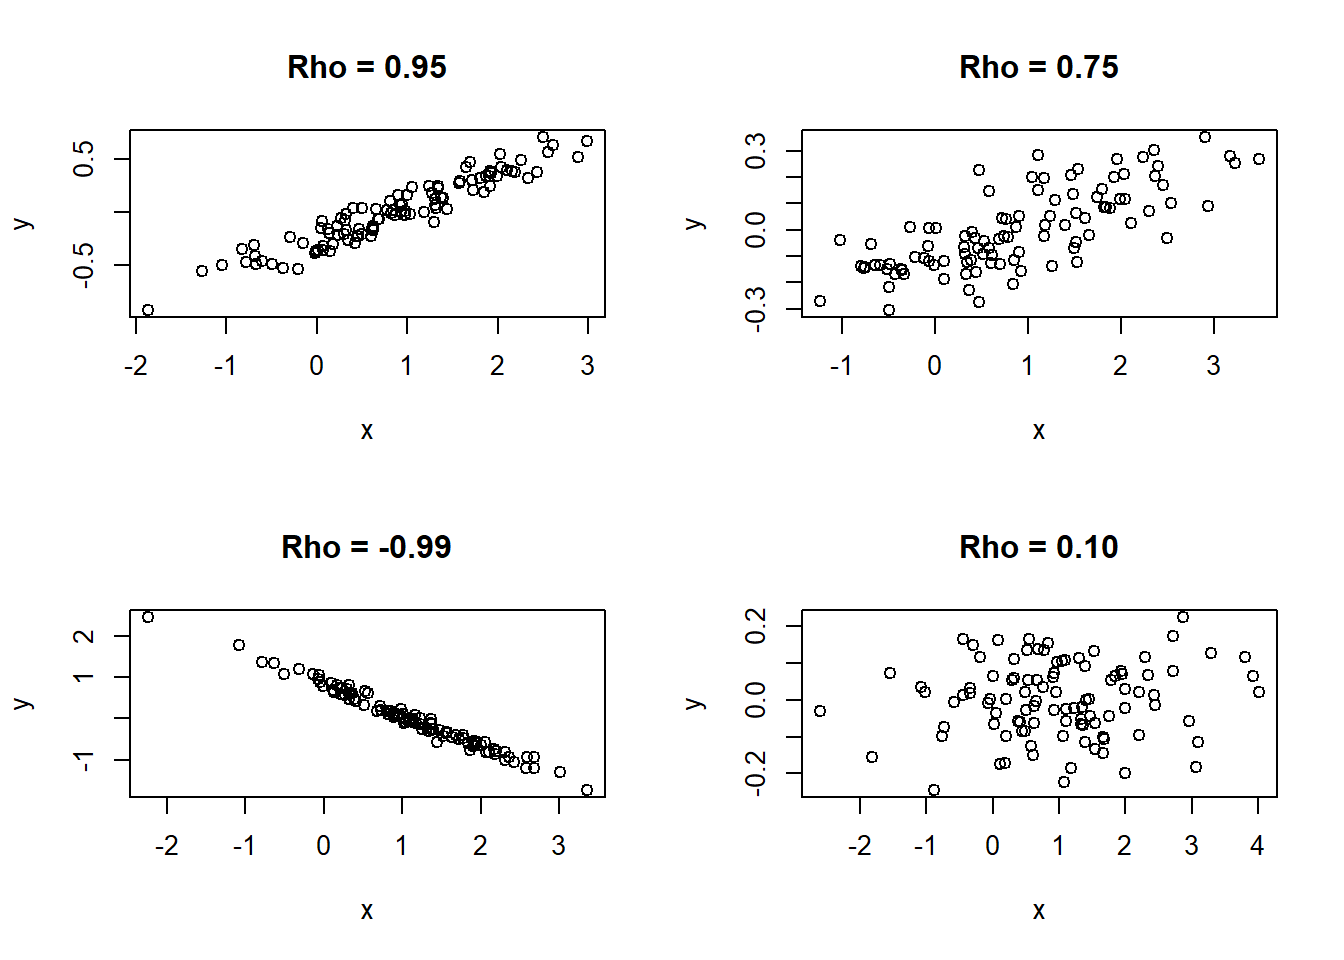 Rho = 0.95
0.5
-0.5
y
-2 -1 0 1 2 3
x
Rho = 0.75
0.3
0.0
-0.3
y
-1 0 1 2 3
x
Rho = -0.99
2
1
-1
y
-2 -1 0 1 2 3
x
Rho = 0.10
0.2
0.0
-0.2
y
-2 -1 0 1 2 3 4
x